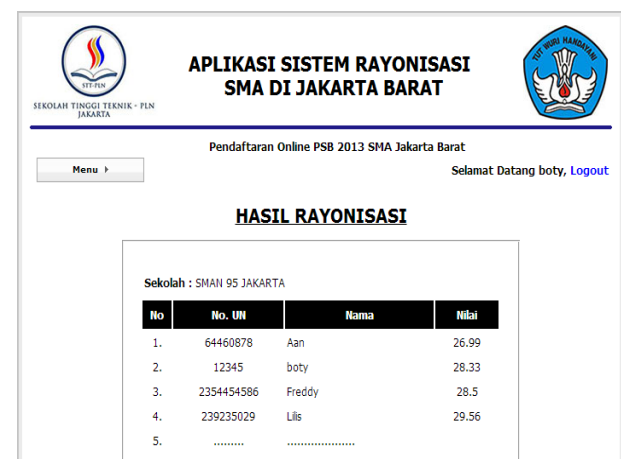 APLIKASI SISTEM RAYONISASI
SMA DI JAKARTA BARAT
STT-PLN
SEKOLAH TINGGI TEKNIK - PLN
JAKARTA
TUT WURI HANDAYANI
Pendaftaran Online PSB 2013 SMA Jakarta Barat
Menu
Selamat Datang boty, Logout
HASIL RAYONISASI
Sekolah : SMAN 95 JAKARTA
No No. UN Nama Nilai
1. 64460878 Aan 26.99
2. 12345 boty 28.33
3. 2354454586 Freddy 28.5
4. 239235029 Lilis 29.56
5. ......... ....................